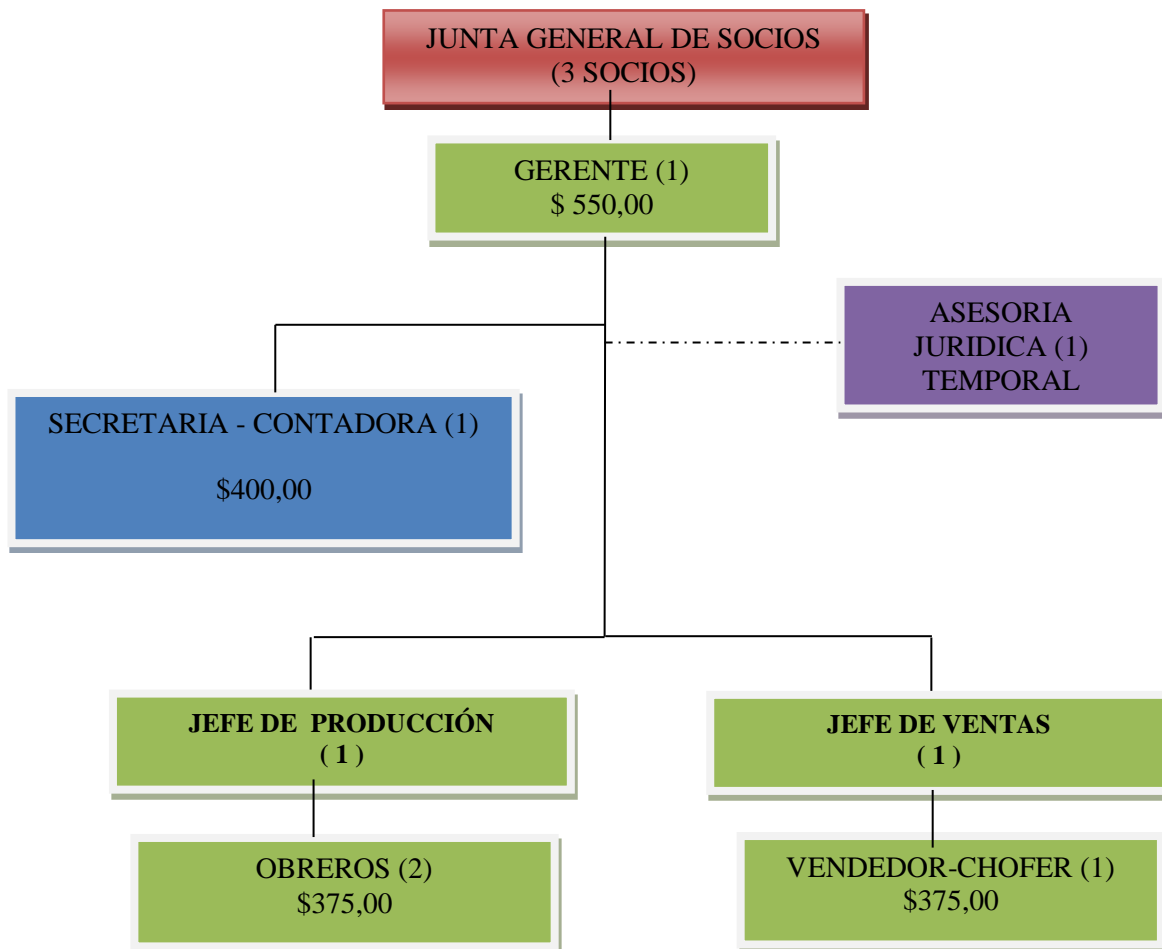 JUNTA GENERAL DE SOCIOS
(3 SOCIOS)
GERENTE (1)
$ 550,00
ASESORIA
JURIDICA (1)
TEMPORAL
SECRETARIA - CONTADORA (1)
$400,00
JEFE DE PRODUCCIÓN
( 1 )
JEFE DE VENTAS
( 1 )
OBREROS (2)
$375,00
VENDEDOR-CHOFER (1)
$375,00